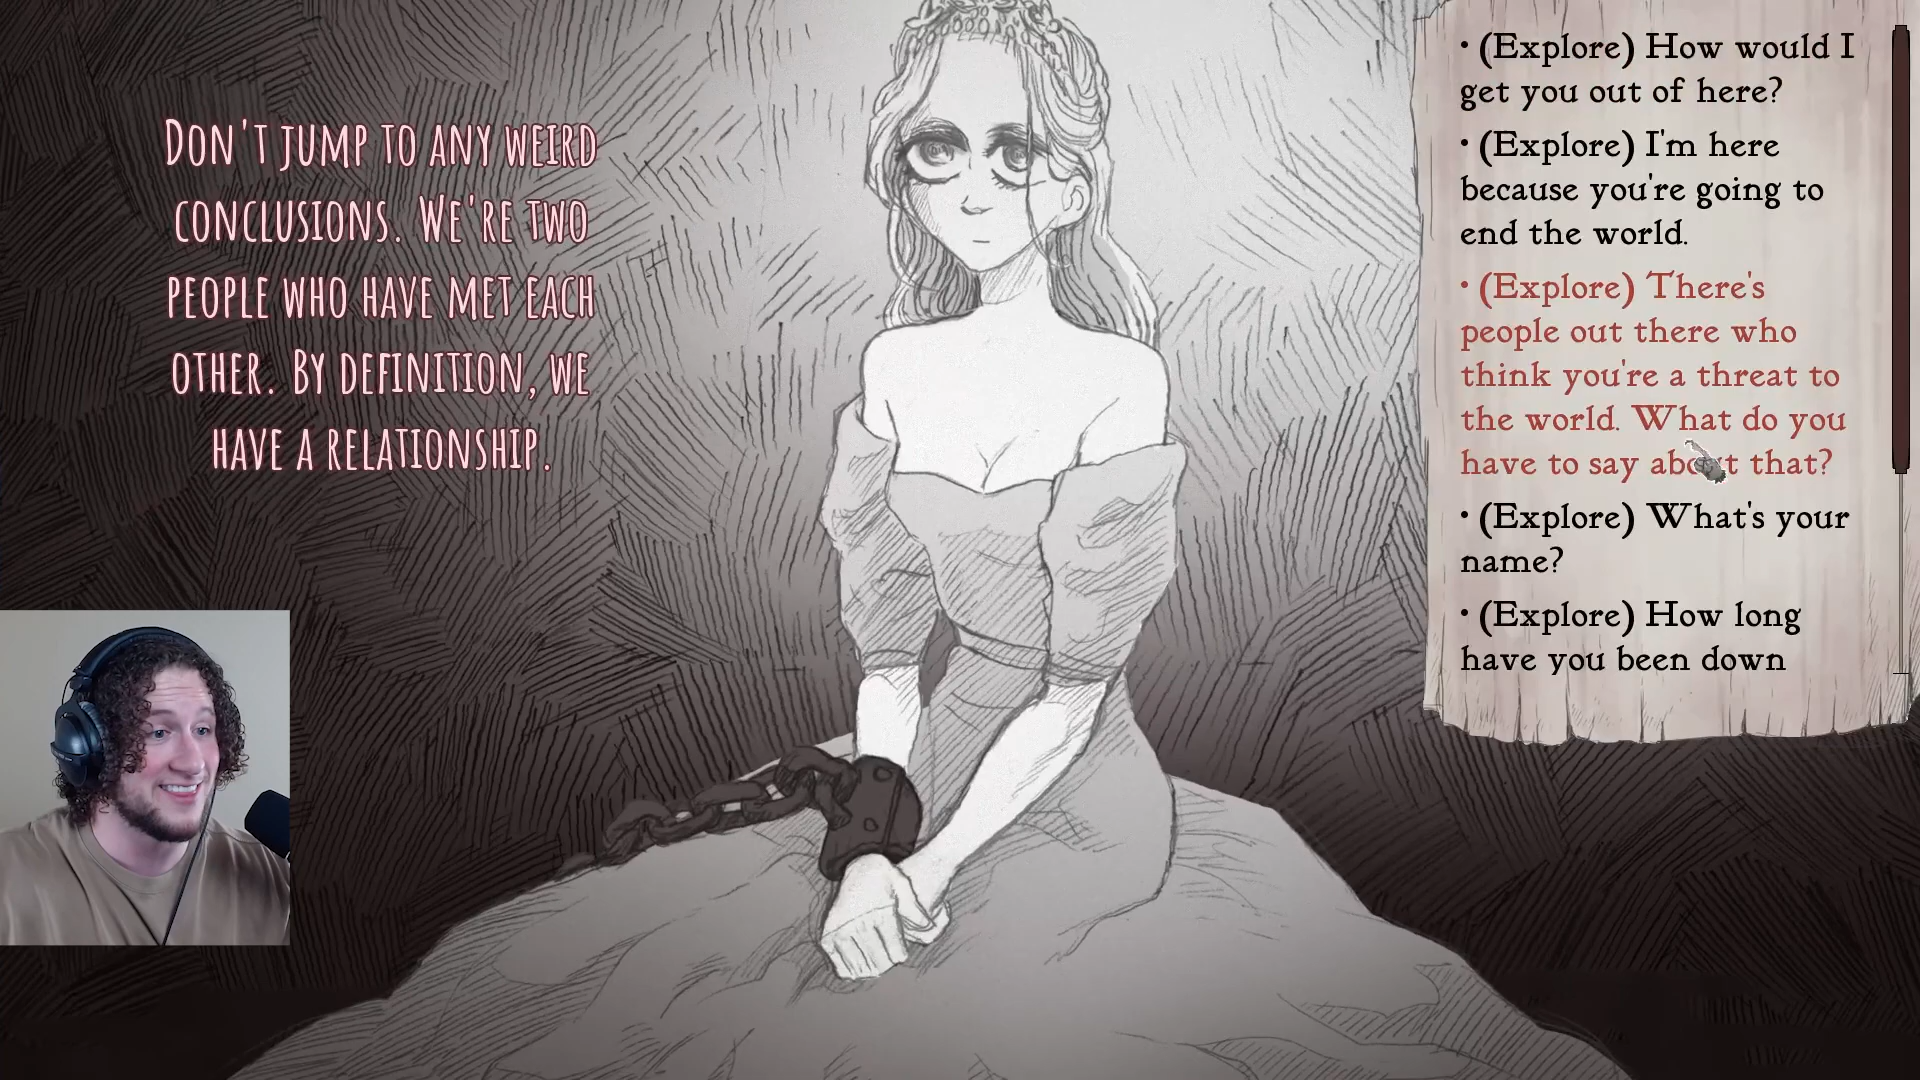 Don't jump to any weird
conclusions. We're two
people who have met each
other. By definition, we
have a relationship.
• (Explore) How would I
get you out of here?
• (Explore) I'm here
because you're going to
end the world.
• (Explore) There's
people out there who
think you're a threat to
the world. What do you
have to say about that?
• (Explore) What's your
name?
• (Explore) How long
have you been down